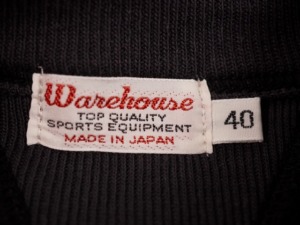 Warehouse
TOP QUALITY
SPORTS EQUIPMENT
MADE IN JAPAN
40